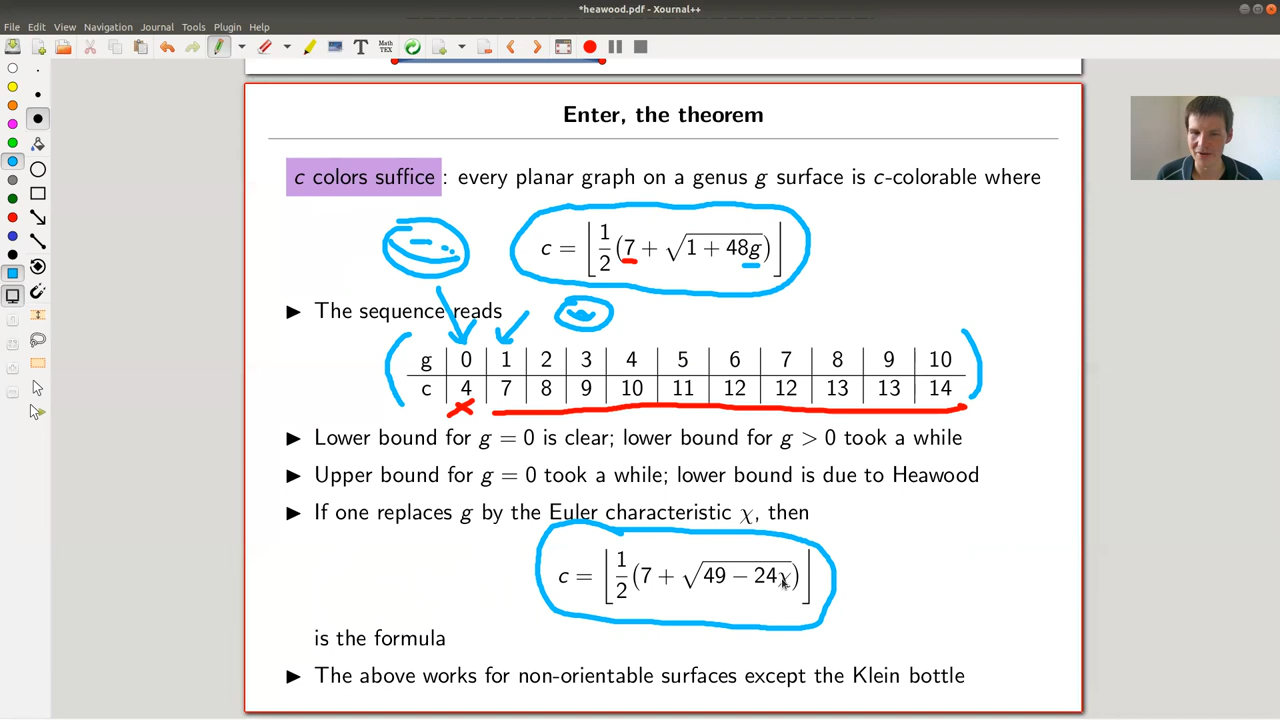 *heawood.pdf - Xournal++
File Edit View Navigation Journal Tools Plugin Help
Math TEX
Enter, the theorem
c colors suffice : every planar graph on a genus g surface is c-colorable where
c = ⌊ 1/2 (7 + √(1 + 48g)) ⌋
▶ The sequence reads
g 0 1 2 3 4 5 6 7 8 9 10
c 4 7 8 9 10 11 12 12 13 13 14
▶ Lower bound for g = 0 is clear; lower bound for g > 0 took a while
▶ Upper bound for g = 0 took a while; lower bound is due to Heawood
▶ If one replaces g by the Euler characteristic χ, then
c = ⌊ 1/2 (7 + √(49 − 24χ)) ⌋
is the formula
▶ The above works for non-orientable surfaces except the Klein bottle